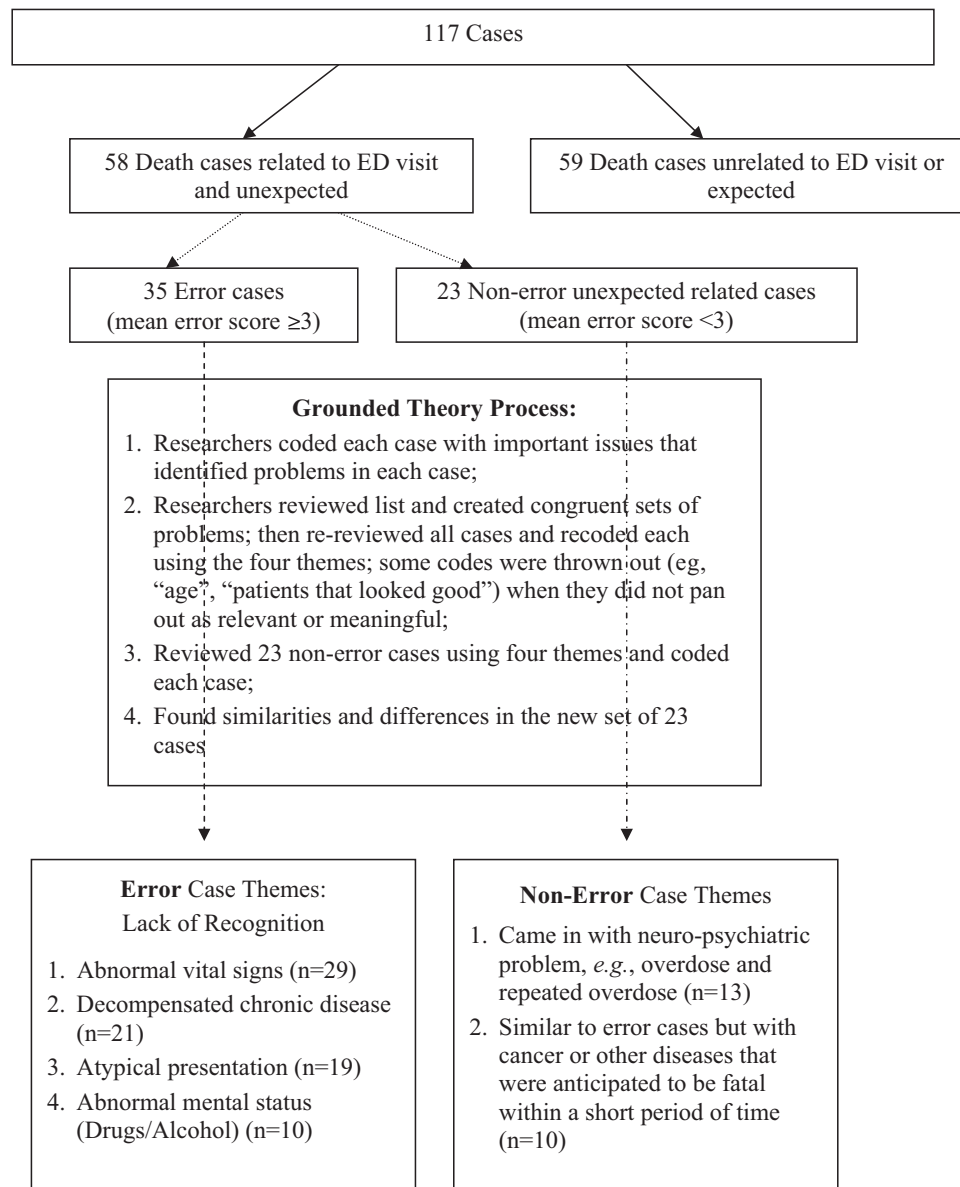 117 Cases
58 Death cases related to ED visit
and unexpected
59 Death cases unrelated to ED visit or
expected
35 Error cases
(mean error score ≥3)
23 Non-error unexpected related cases
(mean error score <3)
Grounded Theory Process:
1. Researchers coded each case with important issues that
identified problems in each case;
2. Researchers reviewed list and created congruent sets of
problems; then re-reviewed all cases and recoded each
using the four themes; some codes were thrown out (eg,
“age”, “patients that looked good”) when they did not pan
out as relevant or meaningful;
3. Reviewed 23 non-error cases using four themes and coded
each case;
4. Found similarities and differences in the new set of 23
cases
Error Case Themes:
Lack of Recognition
1. Abnormal vital signs (n=29)
2. Decompensated chronic disease
(n=21)
3. Atypical presentation (n=19)
4. Abnormal mental status
(Drugs/Alcohol) (n=10)
Non-Error Case Themes
1. Came in with neuro-psychiatric
problem, e.g., overdose and
repeated overdose (n=13)
2. Similar to error cases but with
cancer or other diseases that
were anticipated to be fatal
within a short period of time
(n=10)